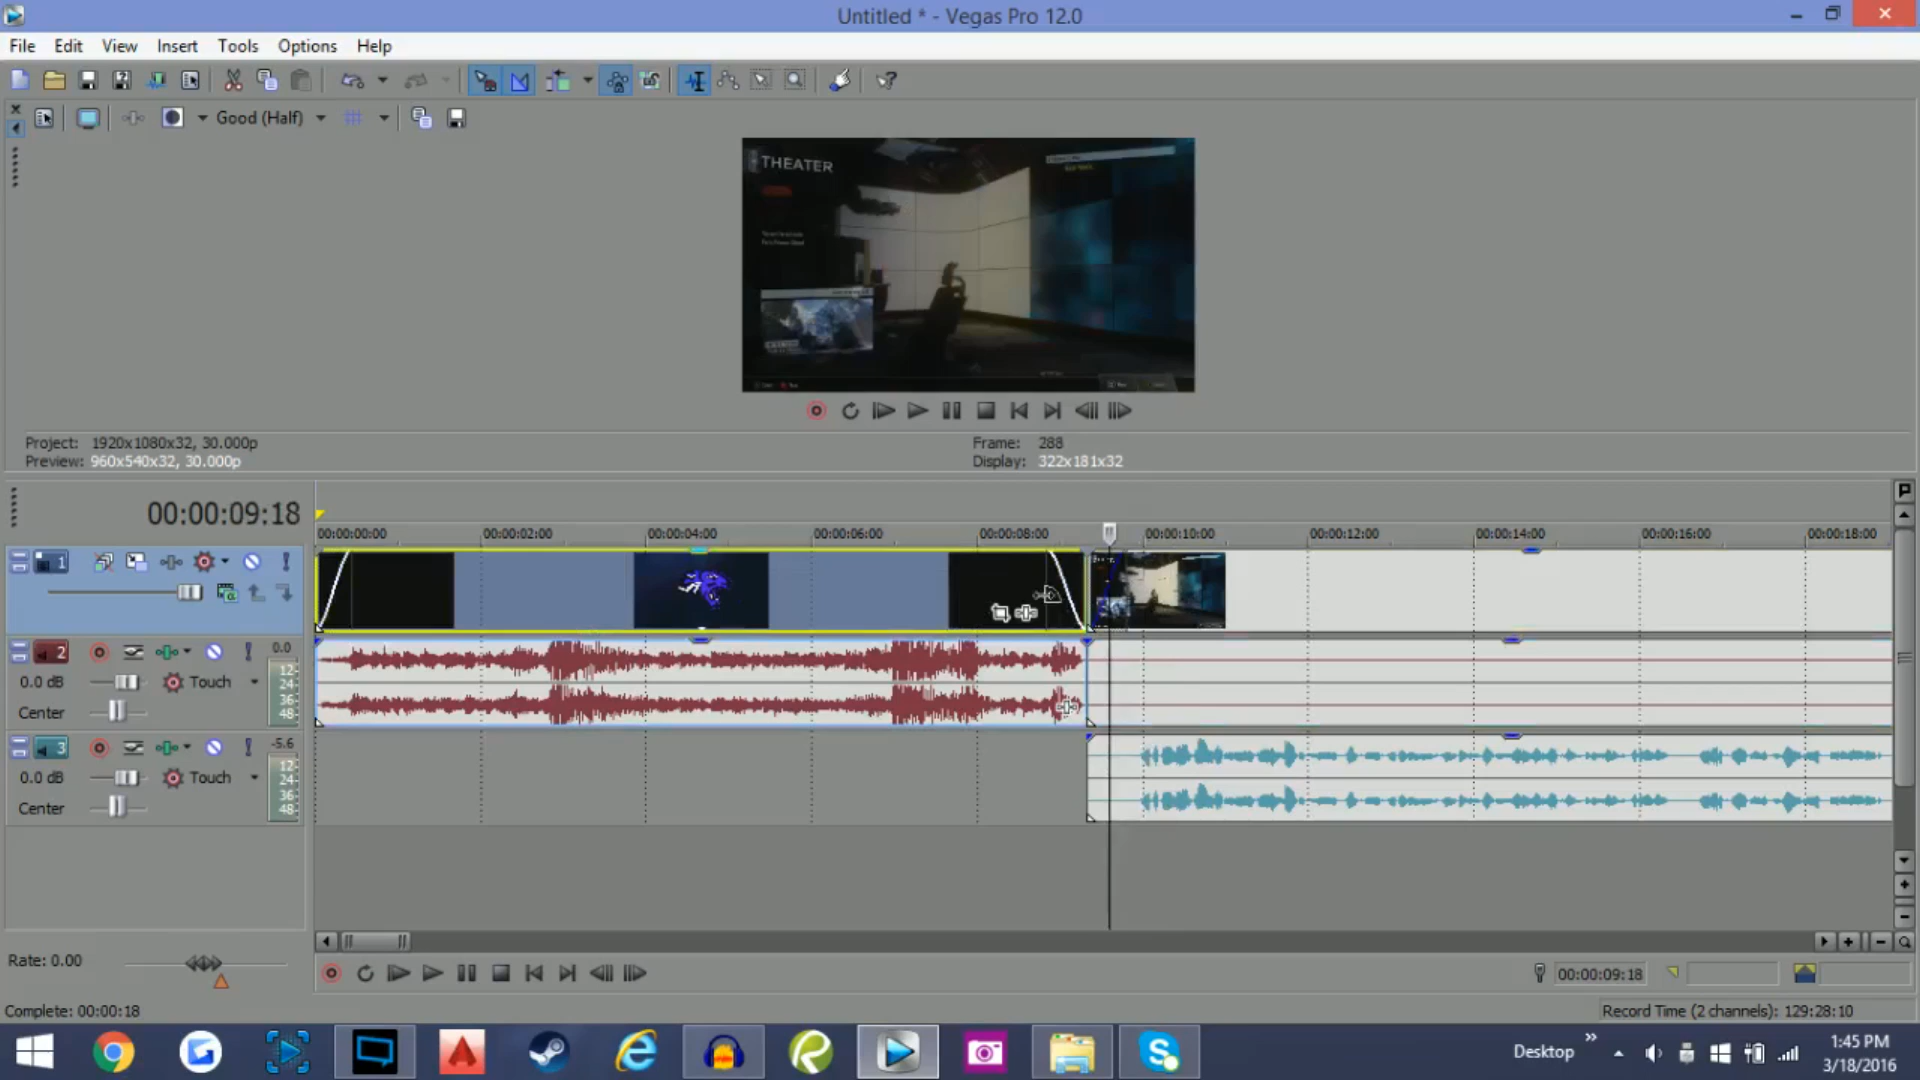 Untitled * - Vegas Pro 12.0
File Edit View Insert Tools Options Help
Good (Half)
THEATER
Project: 1920x1080x32, 30.000p
Preview: 960x540x32, 30.000p
Frame: 288
Display: 322x181x32
00:00:09:18
00:00:00:00 00:00:02:00 00:00:04:00 00:00:06:00 00:00:08:00 00:00:10:00 00:00:12:00 00:00:14:00 00:00:16:00 00:00:18:00
1
2
0.0
12
24
36
48
0.0 dB
Touch
Center
3
-5.6
12
24
36
48
0.0 dB
Touch
Center
Rate: 0.00
00:00:09:18
Complete: 00:00:18
Record Time (2 channels): 129:28:10
Desktop
1:45 PM
3/18/2016